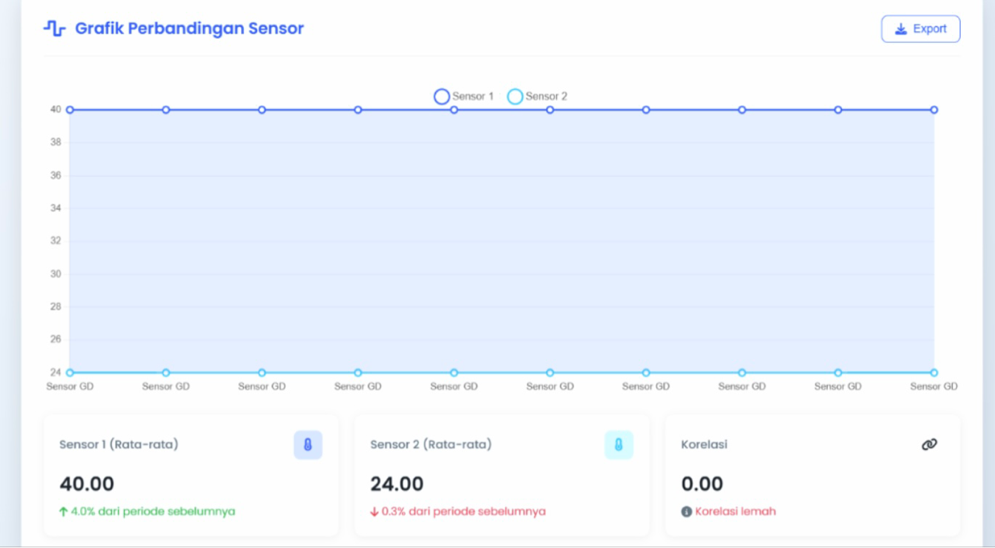 Grafik Perbandingan Sensor
Export
Sensor 1 Sensor 2
40
38
36
34
32
30
28
26
24
Sensor GD Sensor GD Sensor GD Sensor GD Sensor GD Sensor GD Sensor GD Sensor GD Sensor GD Sensor GD
Sensor 1 (Rata-rata)
40.00
4.0% dari periode sebelumnya
Sensor 2 (Rata-rata)
24.00
0.3% dari periode sebelumnya
Korelasi
0.00
Korelasi lemah